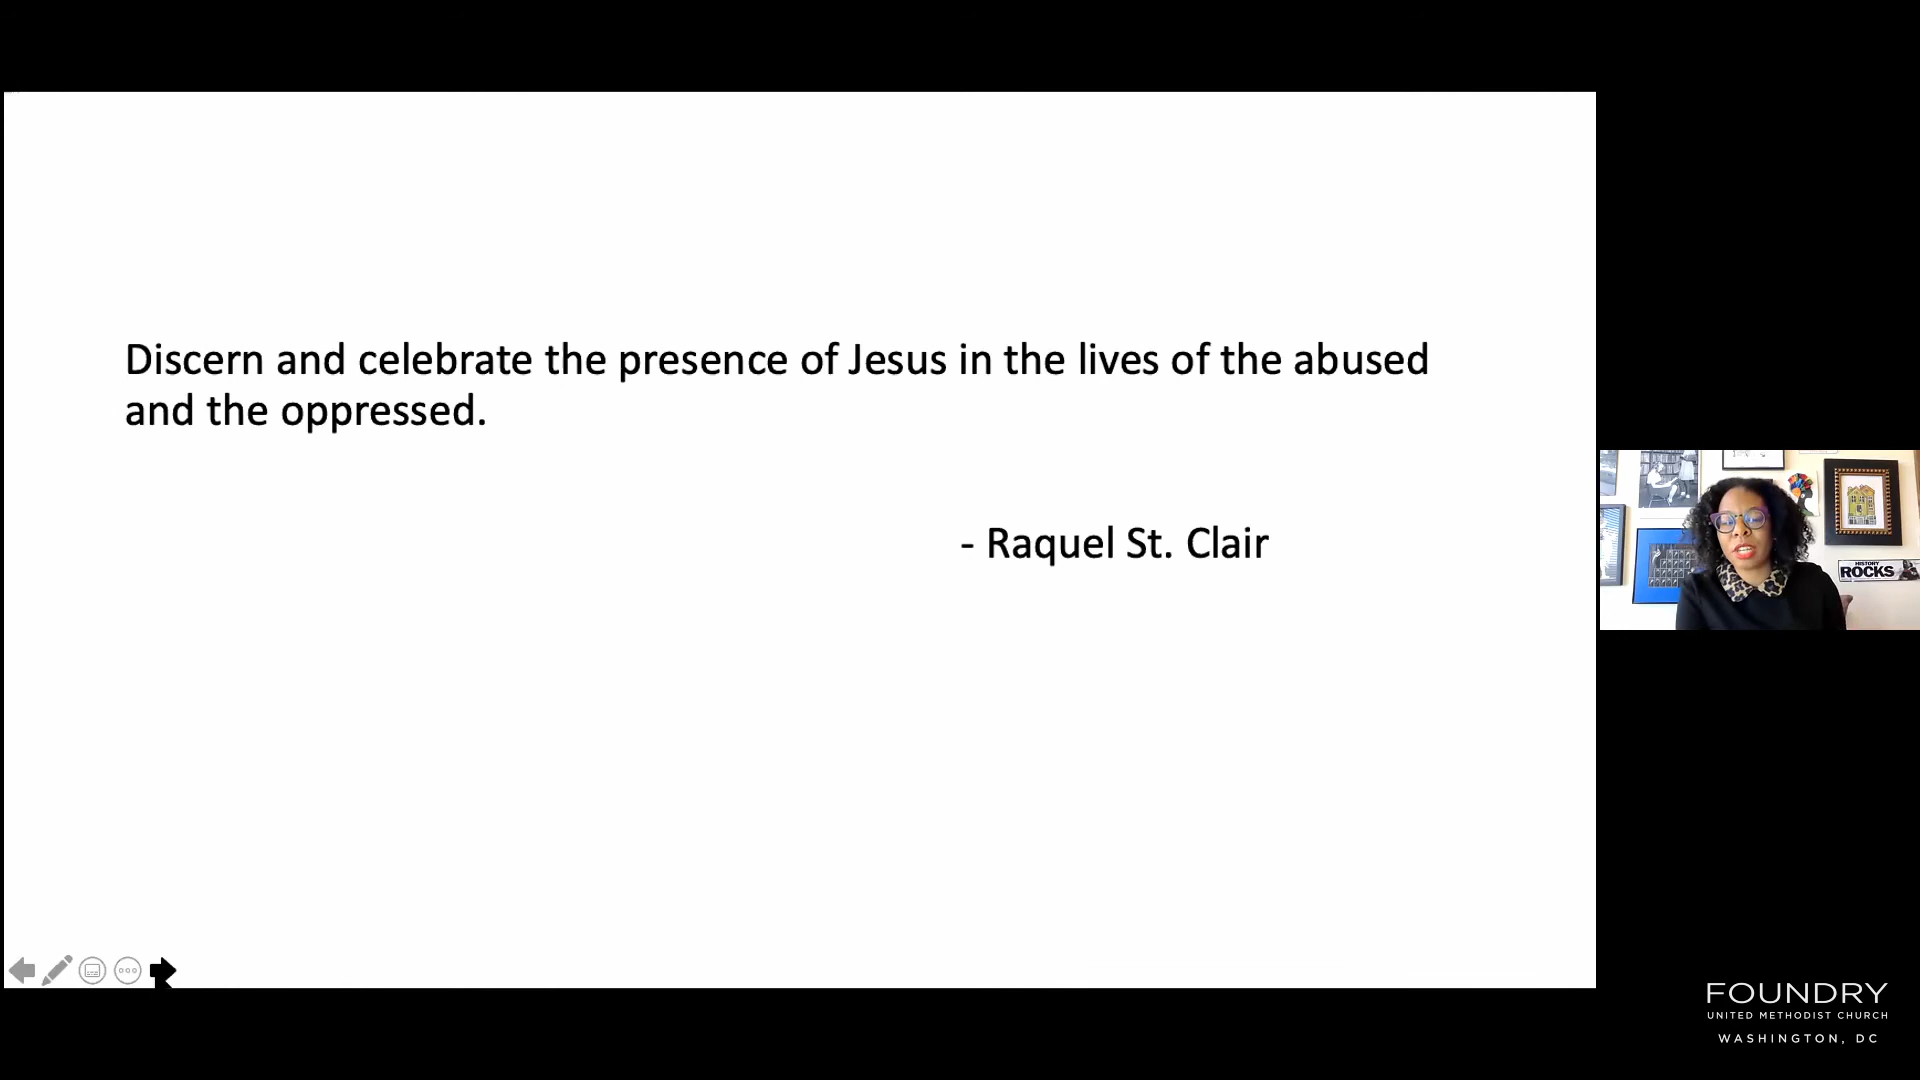 Discern and celebrate the presence of Jesus in the lives of the abused
and the oppressed.
- Raquel St. Clair
HISTORY
ROCKS
FOUNDRY
UNITED METHODIST CHURCH
WASHINGTON, DC